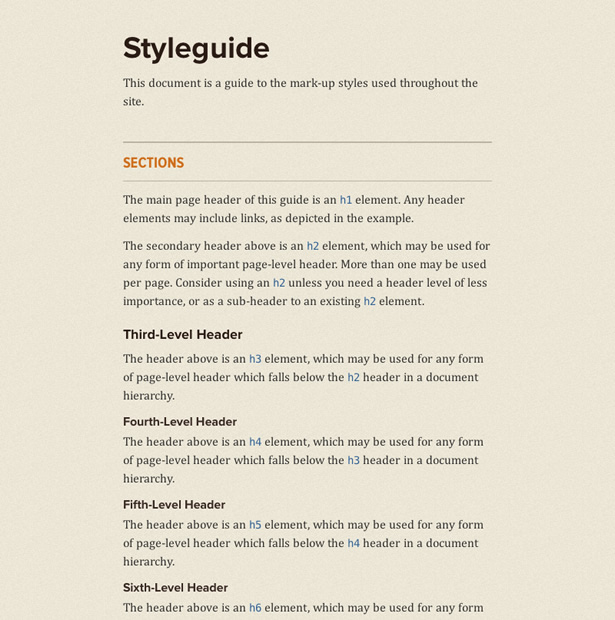 Styleguide
This document is a guide to the mark-up styles used throughout the
site.
SECTIONS
The main page header of this guide is an h1 element. Any header
elements may include links, as depicted in the example.
The secondary header above is an h2 element, which may be used for
any form of important page-level header. More than one may be used
per page. Consider using an h2 unless you need a header level of less
importance, or as a sub-header to an existing h2 element.
Third-Level Header
The header above is an h3 element, which may be used for any form
of page-level header which falls below the h2 header in a document
hierarchy.
Fourth-Level Header
The header above is an h4 element, which may be used for any form
of page-level header which falls below the h3 header in a document
hierarchy.
Fifth-Level Header
The header above is an h5 element, which may be used for any form
of page-level header which falls below the h4 header in a document
hierarchy.
Sixth-Level Header
The header above is an h6 element, which may be used for any form